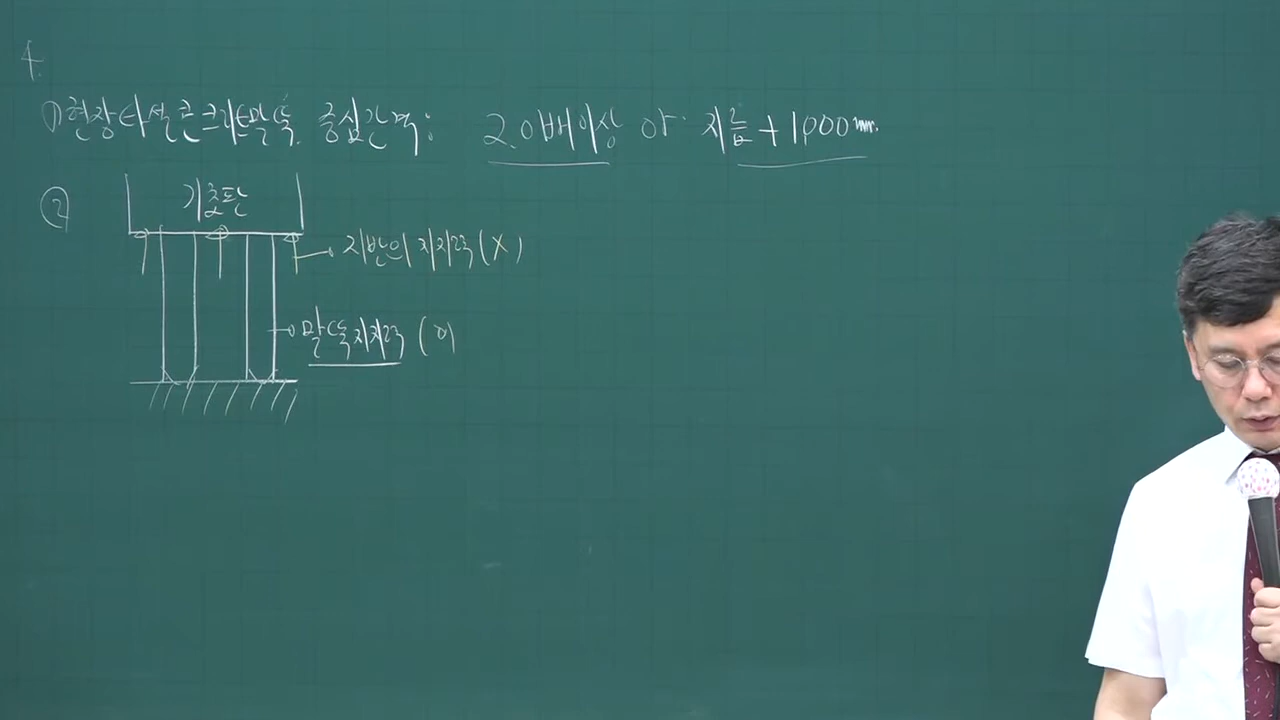 4.
① 현장타설콘크리트말뚝 중심간격: 2.0배이상 and 지름+1000mm.
②
기초판
지반의 지지력(X)
말뚝지지력(O)